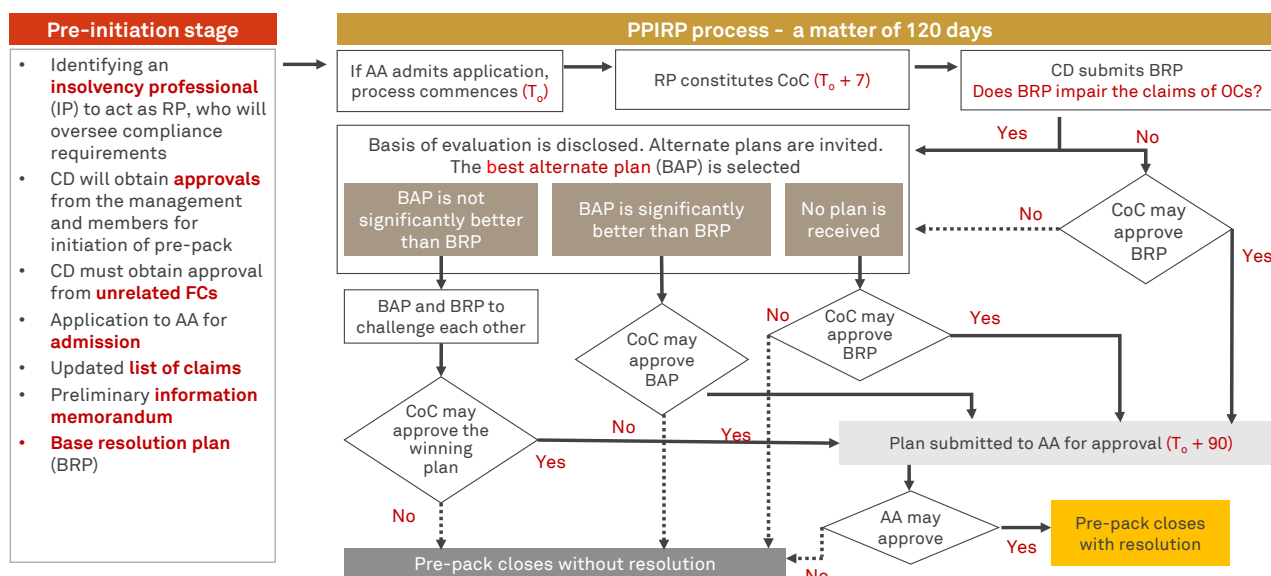 Pre-initiation stage
• Identifying an
insolvency professional
(IP) to act as RP, who will
oversee compliance
requirements
• CD will obtain approvals
from the management
and members for
initiation of pre-pack
• CD must obtain approval
from unrelated FCs
• Application to AA for
admission
• Updated list of claims
• Preliminary information
memorandum
• Base resolution plan
(BRP)
PPIRP process - a matter of 120 days
If AA admits application,
process commences (T₀)
RP constitutes CoC (T₀ + 7)
CD submits BRP
Does BRP impair the claims of OCs?
Yes
No
Basis of evaluation is disclosed. Alternate plans are invited.
The best alternate plan (BAP) is selected
BAP is not
significantly better
than BRP
BAP is significantly
better than BRP
No plan is
received
No
CoC may
approve
BRP
Yes
BAP and BRP to
challenge each other
CoC may
approve
BAP
No
CoC may
approve
BRP
Yes
CoC may
approve the
winning
plan
No
Yes
Yes
Plan submitted to AA for approval (T₀ + 90)
No
AA may
approve
Yes
Pre-pack closes
with resolution
No
Pre-pack closes without resolution